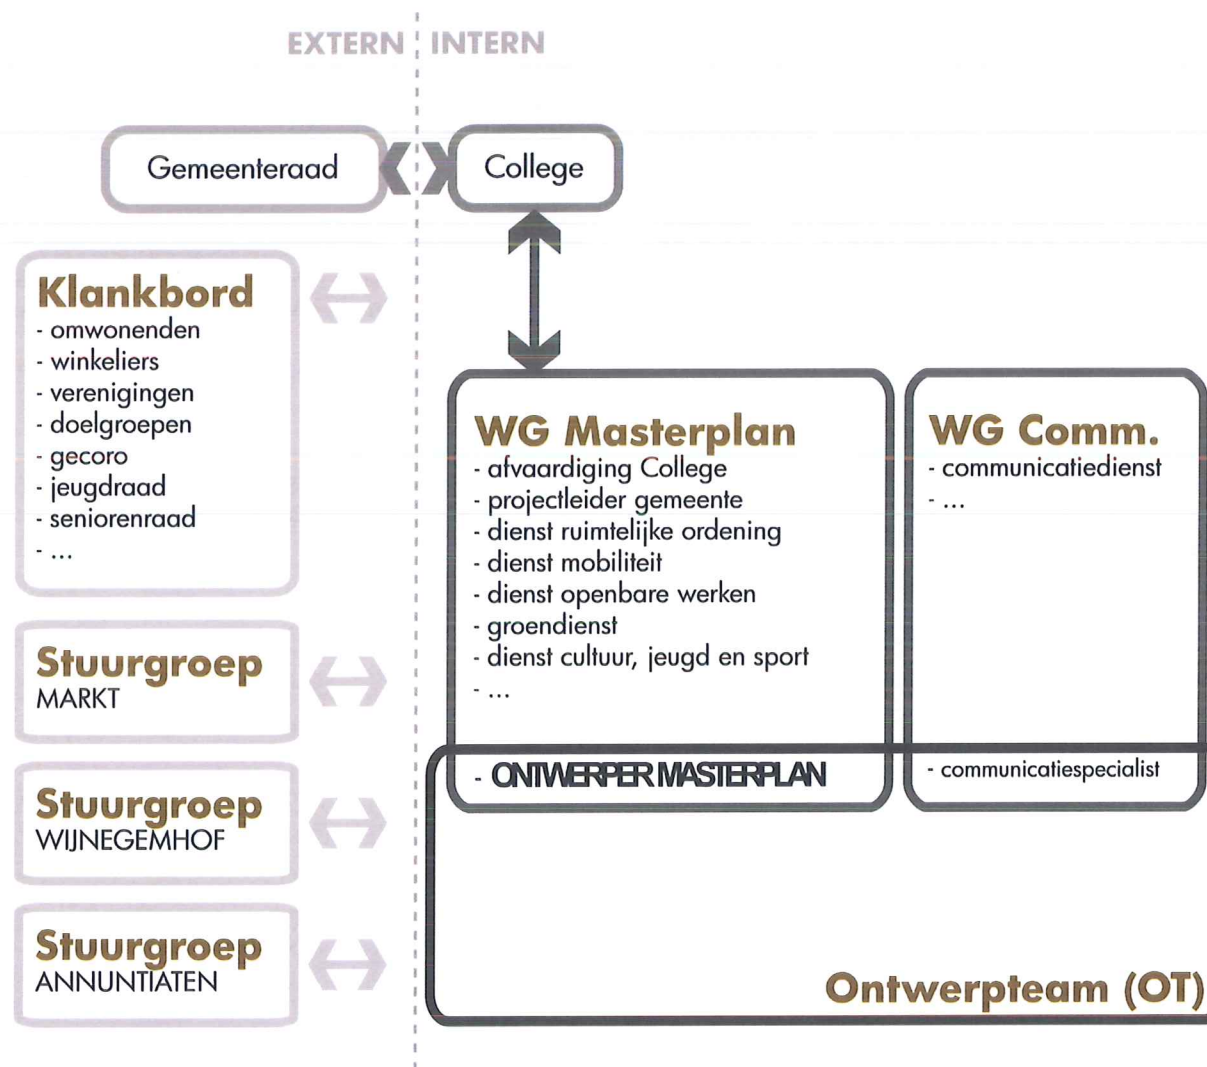 EXTERN INTERN
Gemeenteraad
College
Klankbord
- omwonenden
- winkeliers
- verenigingen
- doelgroepen
- gecoro
- jeugdraad
- seniorenraad
- ...
Stuurgroep
MARKT
Stuurgroep
WIJNEGEMHOF
Stuurgroep
ANNUNTIATEN
WG Masterplan
- afvaardiging College
- projectleider gemeente
- dienst ruimtelijke ordening
- dienst mobiliteit
- dienst openbare werken
- groendienst
- dienst cultuur, jeugd en sport
- ...
- ONTWERPER MASTERPLAN
WG Comm.
- communicatiedienst
- ...
- communicatiespecialist
Ontwerpteam (OT)